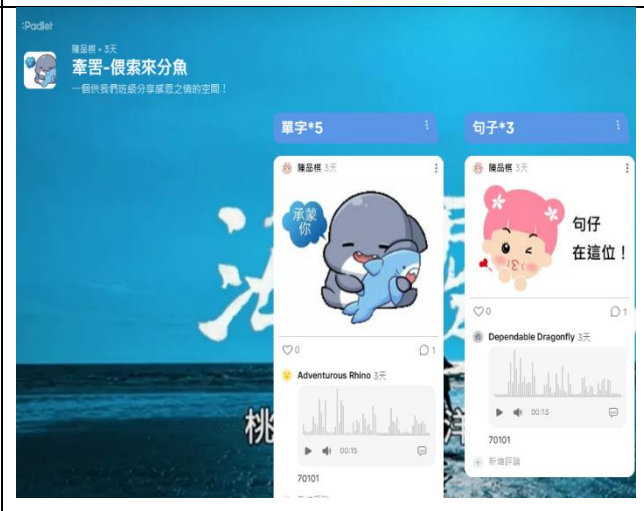 :Padlet
陳品棋 • 3天
牽罟-偎索來分魚
一個供我們班級分享感恩之情的空間！
單字*5
陳品棋 3天
承蒙
你
0
1
Adventurous Rhino 3天
00:15
70101
句子*3
陳品棋 3天
句仔
在這位！
0
1
Dependable Dragonfly 3天
00:13
70101
新增評論
桃
洋